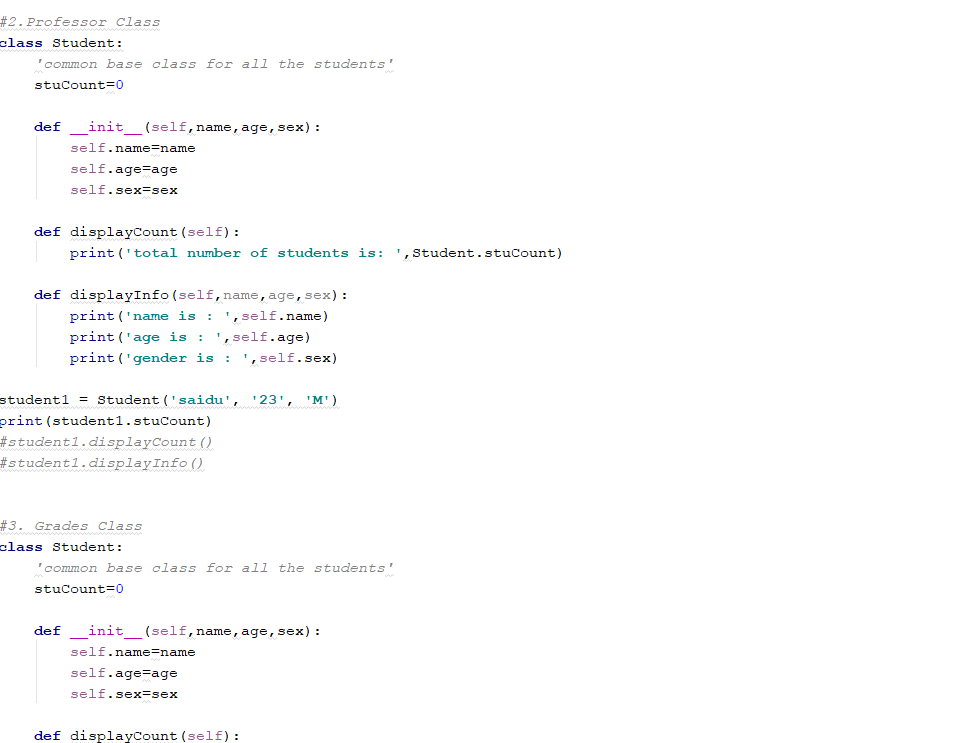 #2.Professor Class
class Student:
    'common base class for all the students'
    stuCount=0
    def __init__(self,name,age,sex):
        self.name=name
        self.age=age
        self.sex=sex
    def displayCount(self):
        print('total number of students is: ',Student.stuCount)
    def displayInfo(self,name,age,sex):
        print('name is : ',self.name)
        print('age is : ',self.age)
        print('gender is : ',self.sex)
student1 = Student('saidu', '23', 'M')
print(student1.stuCount)
#student1.displayCount()
#student1.displayInfo()
#3. Grades Class
class Student:
    'common base class for all the students'
    stuCount=0
    def __init__(self,name,age,sex):
        self.name=name
        self.age=age
        self.sex=sex
    def displayCount(self):